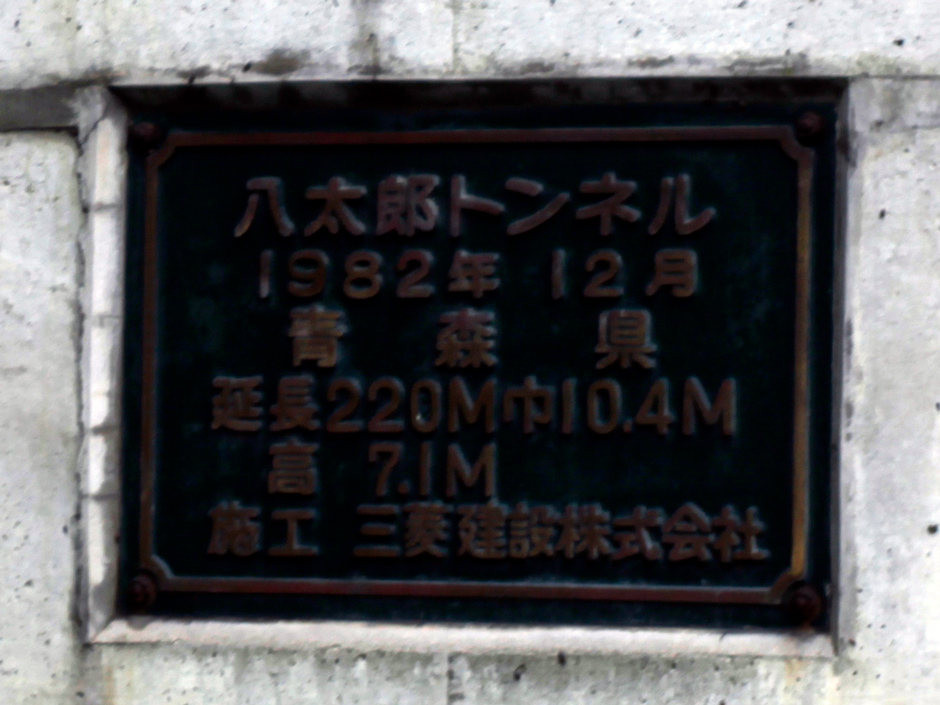 八太郎トンネル
1982年 12月
青森県
延長220M巾10.4M
高 7.1M
施工 三菱建設株式会社